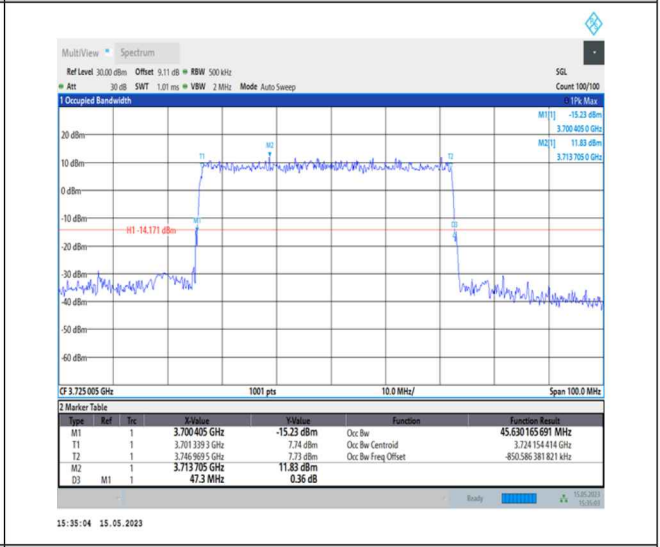 MultiView Spectrum
Ref Level 30.00 dBm Offset 9.11 dB RBW 500 kHz SGL
Att 30 dB SWT 1.01 ms VBW 2 MHz Mode Auto Sweep Count 100/100
1 Occupied Bandwidth 1Pk Max
M1[1] -15.23 dBm
3.700 405 0 GHz
M2[1] 11.83 dBm
3.713 705 0 GHz
20 dBm
M2
T1 T2
10 dBm
0 dBm
-10 dBm
M1 D3
H1 -14.171 dBm
-20 dBm
-30 dBm
-40 dBm
-50 dBm
-60 dBm
CF 3.725 005 GHz 1001 pts 10.0 MHz/ Span 100.0 MHz
2 Marker Table
Type Ref Trc X-Value Y-Value Function Function Result
M1 1 3.700 405 GHz -15.23 dBm Occ Bw 45.630 165 691 MHz
T1 1 3.701 339 3 GHz 7.74 dBm Occ Bw Centroid 3.724 154 414 GHz
T2 1 3.746 969 5 GHz 7.73 dBm Occ Bw Freq Offset -850.586 381 821 kHz
M2 1 3.713 705 GHz 11.83 dBm
D3 M1 1 47.3 MHz 0.36 dB
Ready 15.05.2023
15:35:03
15:35:04 15.05.2023